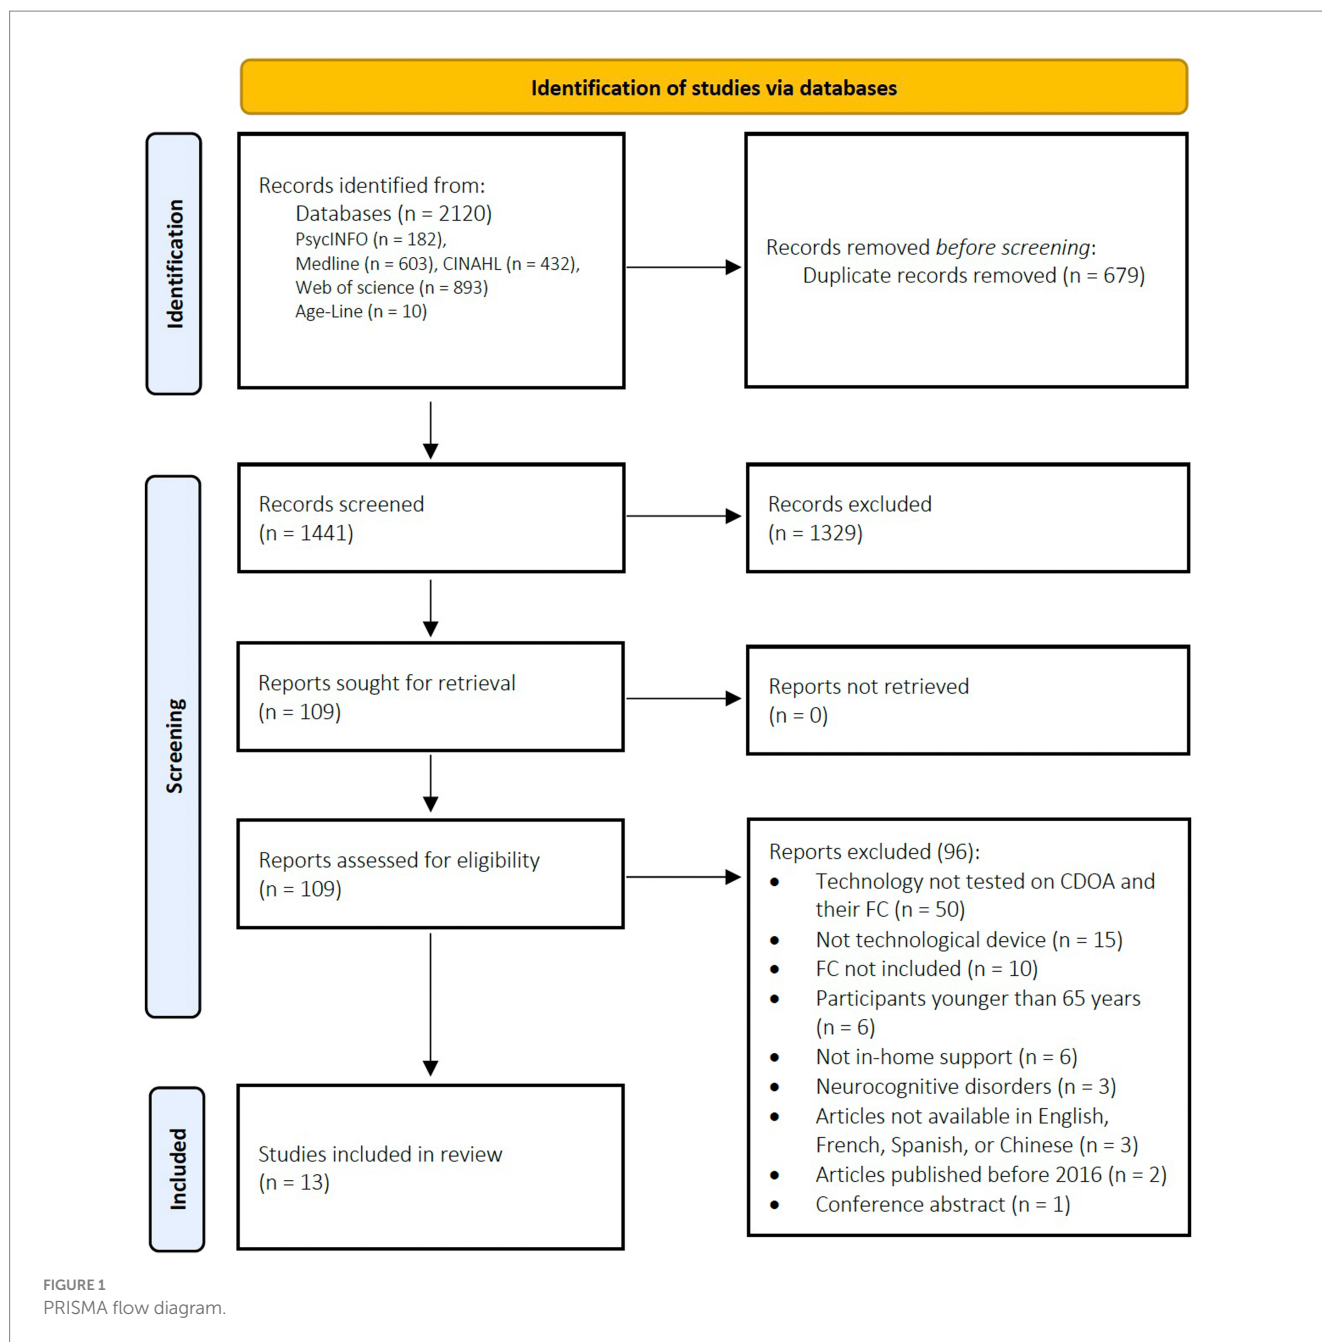 Identification of studies via databases
Identification
Records identified from:
Databases (n = 2120)
PsycINFO (n = 182),
Medline (n = 603), CINAHL (n = 432),
Web of science (n = 893)
Age-Line (n = 10)
Records removed before screening:
Duplicate records removed (n = 679)
Screening
Records screened
(n = 1441)
Records excluded
(n = 1329)
Reports sought for retrieval
(n = 109)
Reports not retrieved
(n = 0)
Reports assessed for eligibility
(n = 109)
Reports excluded (96):
• Technology not tested on CDOA and
their FC (n = 50)
• Not technological device (n = 15)
• FC not included (n = 10)
• Participants younger than 65 years
(n = 6)
• Not in-home support (n = 6)
• Neurocognitive disorders (n = 3)
• Articles not available in English,
French, Spanish, or Chinese (n = 3)
• Articles published before 2016 (n = 2)
• Conference abstract (n = 1)
Included
Studies included in review
(n = 13)
FIGURE 1
PRISMA flow diagram.